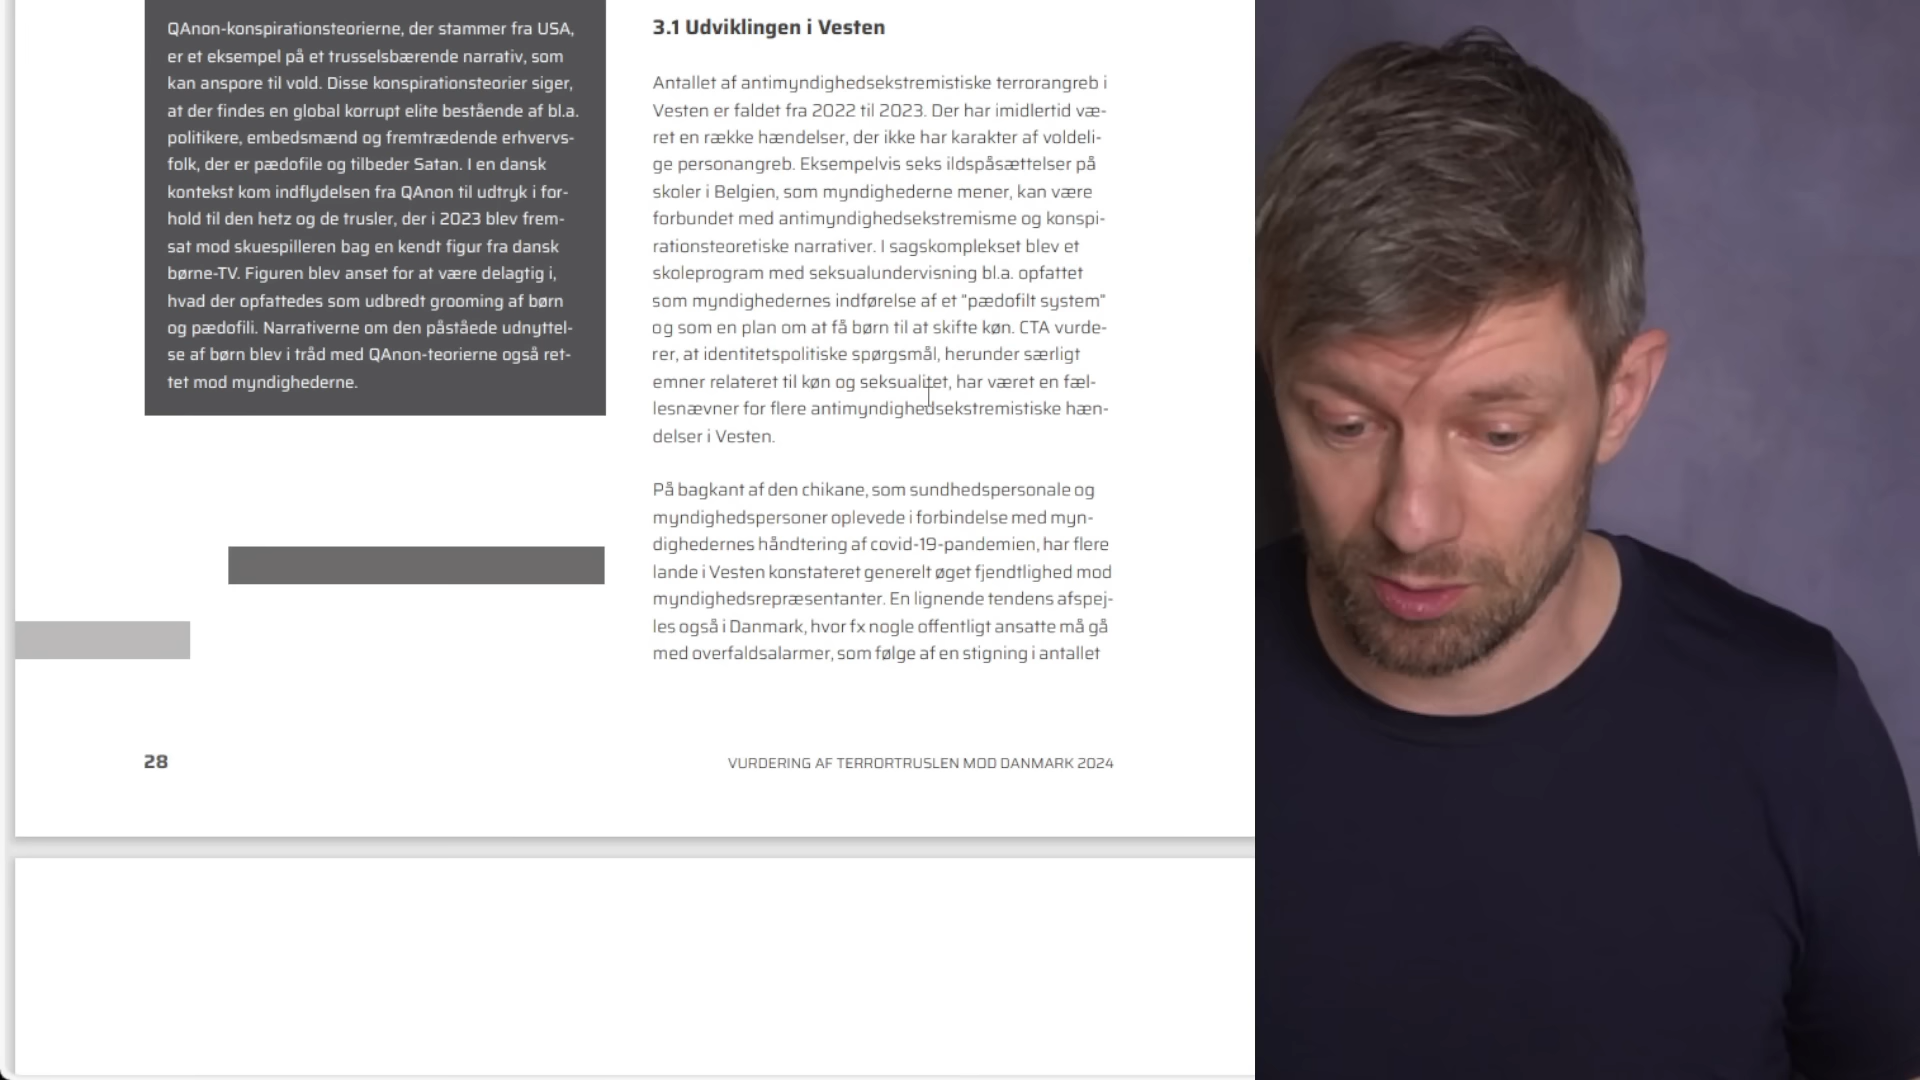 QAnon-konspirationsteorierne, der stammer fra USA,
er et eksempel på et trusselsbærende narrativ, som
kan anspore til vold. Disse konspirationsteorier siger,
at der findes en global korrupt elite bestående af bl.a.
politikere, embedsmænd og fremtrædende erhvervs-
folk, der er pædofile og tilbeder Satan. I en dansk
kontekst kom indflydelsen fra QAnon til udtryk i for-
hold til den hetz og de trusler, der i 2023 blev frem-
sat mod skuespilleren bag en kendt figur fra dansk
børne-TV. Figuren blev anset for at være delagtig i,
hvad der opfattedes som udbredt grooming af børn
og pædofili. Narrativerne om den påståede udnyttel-
se af børn blev i tråd med QAnon-teorierne også ret-
tet mod myndighederne.
3.1 Udviklingen i Vesten
Antallet af antimyndighedsekstremistiske terrorangreb i
Vesten er faldet fra 2022 til 2023. Der har imidlertid væ-
ret en række hændelser, der ikke har karakter af voldeli-
ge personangreb. Eksempelvis seks ildspåsættelser på
skoler i Belgien, som myndighederne mener, kan være
forbundet med antimyndighedsekstremisme og konspi-
rationsteoretiske narrativer. I sagskomplekset blev et
skoleprogram med seksualundervisning bl.a. opfattet
som myndighedernes indførelse af et "pædofilt system"
og som en plan om at få børn til at skifte køn. CTA vurde-
rer, at identitetspolitiske spørgsmål, herunder særligt
emner relateret til køn og seksualitet, har været en fæl-
lesnævner for flere antimyndighedsekstremistiske hæn-
delser i Vesten.
På bagkant af den chikane, som sundhedspersonale og
myndighedspersoner oplevede i forbindelse med myn-
dighedernes håndtering af covid-19-pandemien, har flere
lande i Vesten konstateret generelt øget fjendtlighed mod
myndighedsrepræsentanter. En lignende tendens afspej-
les også i Danmark, hvor fx nogle offentligt ansatte må gå
med overfaldsalarmer, som følge af en stigning i antallet
28
VURDERING AF TERRORTRUSLEN MOD DANMARK 2024